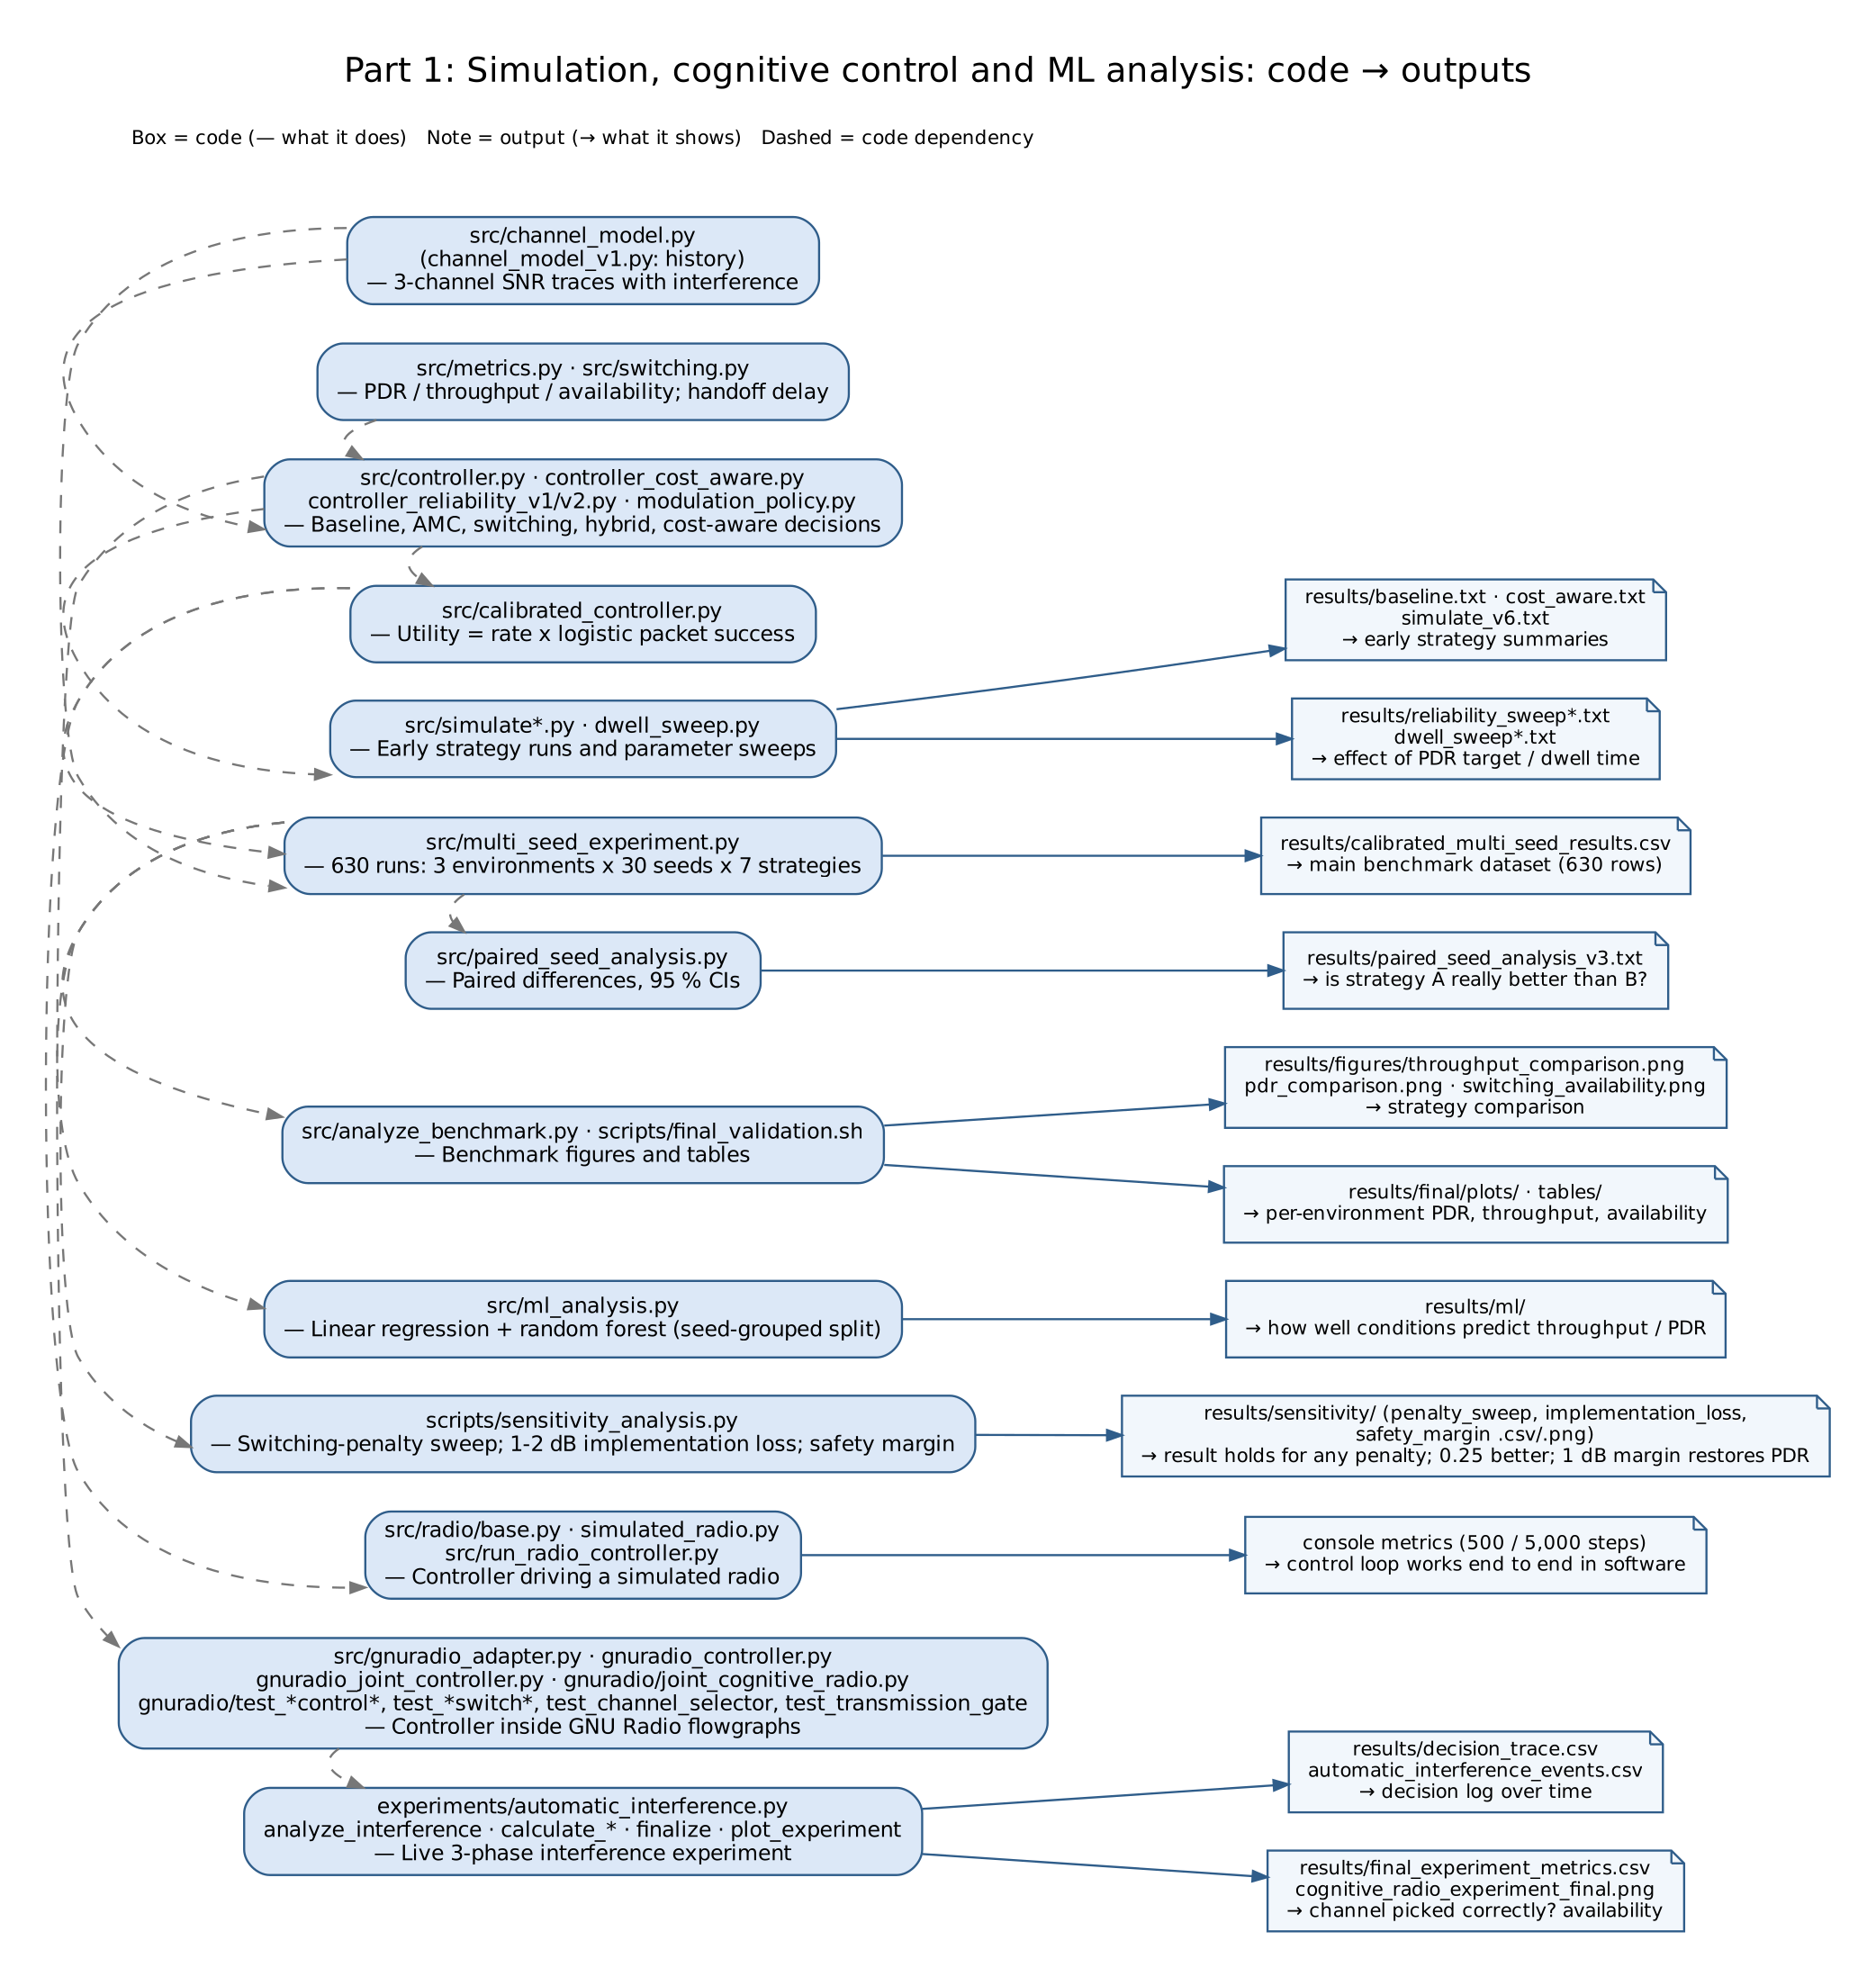 Part 1: Simulation, cognitive control and ML analysis: code → outputs
Box = code (— what it does)   Note = output (→ what it shows)   Dashed = code dependency
src/channel_model.py
(channel_model_v1.py: history)
— 3-channel SNR traces with interference
src/metrics.py · src/switching.py
— PDR / throughput / availability; handoff delay
src/controller.py · controller_cost_aware.py
controller_reliability_v1/v2.py · modulation_policy.py
— Baseline, AMC, switching, hybrid, cost-aware decisions
src/calibrated_controller.py
— Utility = rate x logistic packet success
results/baseline.txt · cost_aware.txt
simulate_v6.txt
→ early strategy summaries
src/simulate*.py · dwell_sweep.py
— Early strategy runs and parameter sweeps
results/reliability_sweep*.txt
dwell_sweep*.txt
→ effect of PDR target / dwell time
src/multi_seed_experiment.py
— 630 runs: 3 environments x 30 seeds x 7 strategies
results/calibrated_multi_seed_results.csv
→ main benchmark dataset (630 rows)
src/paired_seed_analysis.py
— Paired differences, 95 % CIs
results/paired_seed_analysis_v3.txt
→ is strategy A really better than B?
results/figures/throughput_comparison.png
pdr_comparison.png · switching_availability.png
→ strategy comparison
src/analyze_benchmark.py · scripts/final_validation.sh
— Benchmark figures and tables
results/final/plots/ · tables/
→ per-environment PDR, throughput, availability
src/ml_analysis.py
— Linear regression + random forest (seed-grouped split)
results/ml/
→ how well conditions predict throughput / PDR
scripts/sensitivity_analysis.py
— Switching-penalty sweep; 1-2 dB implementation loss; safety margin
results/sensitivity/ (penalty_sweep, implementation_loss,
safety_margin .csv/.png)
→ result holds for any penalty; 0.25 better; 1 dB margin restores PDR
src/radio/base.py · simulated_radio.py
src/run_radio_controller.py
— Controller driving a simulated radio
console metrics (500 / 5,000 steps)
→ control loop works end to end in software
src/gnuradio_adapter.py · gnuradio_controller.py
gnuradio_joint_controller.py · gnuradio/joint_cognitive_radio.py
gnuradio/test_*control*, test_*switch*, test_channel_selector, test_transmission_gate
— Controller inside GNU Radio flowgraphs
results/decision_trace.csv
automatic_interference_events.csv
→ decision log over time
experiments/automatic_interference.py
analyze_interference · calculate_* · finalize · plot_experiment
— Live 3-phase interference experiment
results/final_experiment_metrics.csv
cognitive_radio_experiment_final.png
→ channel picked correctly? availability